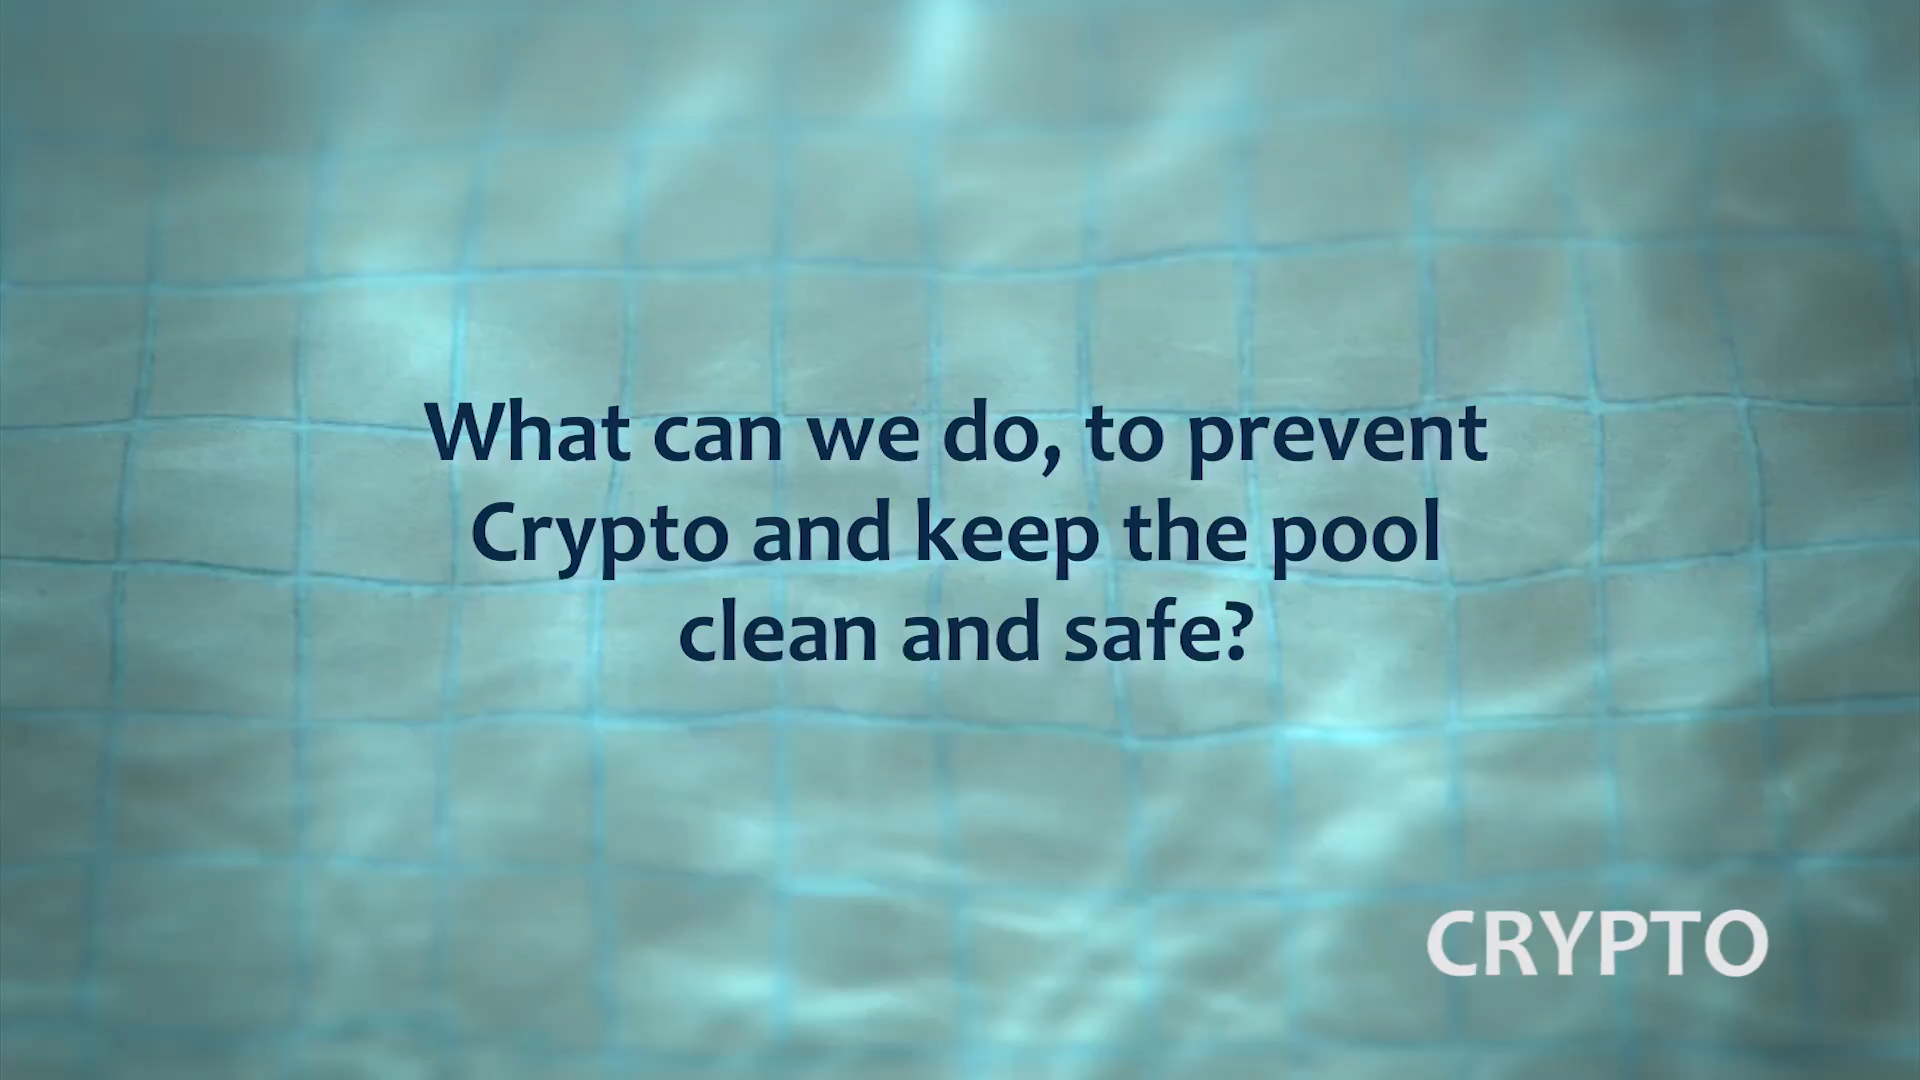 What can we do, to prevent
Crypto and keep the pool
clean and safe?
CRYPTO